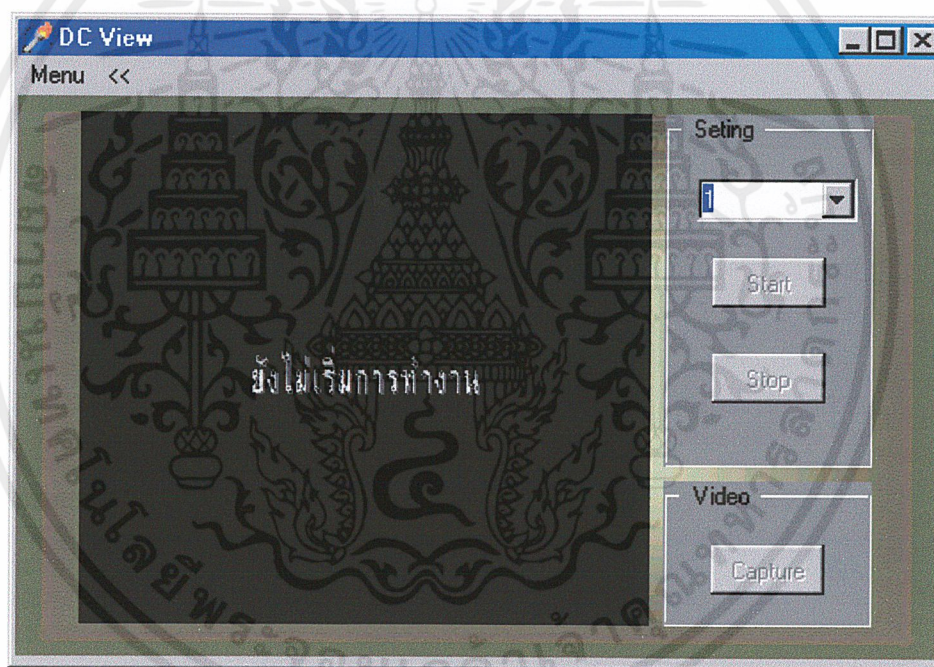 DC View
Menu <<
Seting
1
Start
ยังไม่เริ่มการทำงาน
Stop
Video
Capture